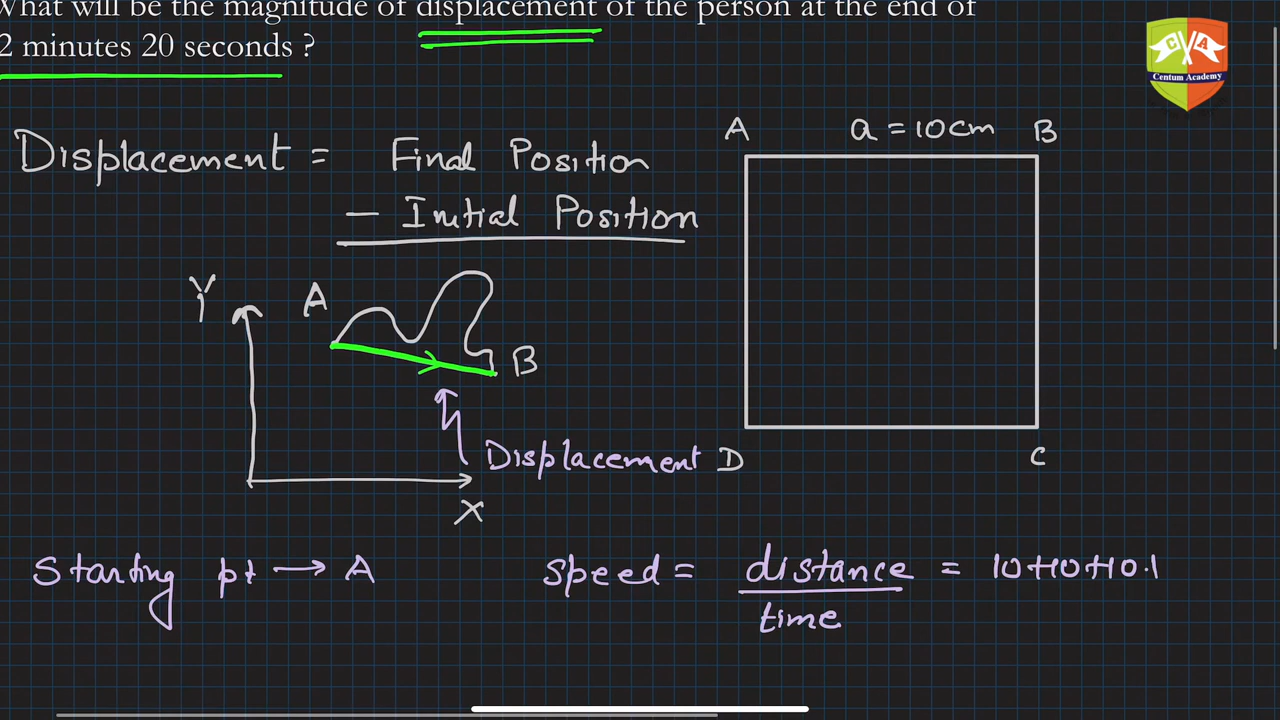 What will be the magnitude of displacement of the person at the end of
2 minutes 20 seconds ?
C A
Centum Academy
Displacement = Final Position
- Initial Position
A a = 10cm B
Y
A
B
Displacement
X
D C
Starting pt → A
speed = distance / time = 10+10+10.1